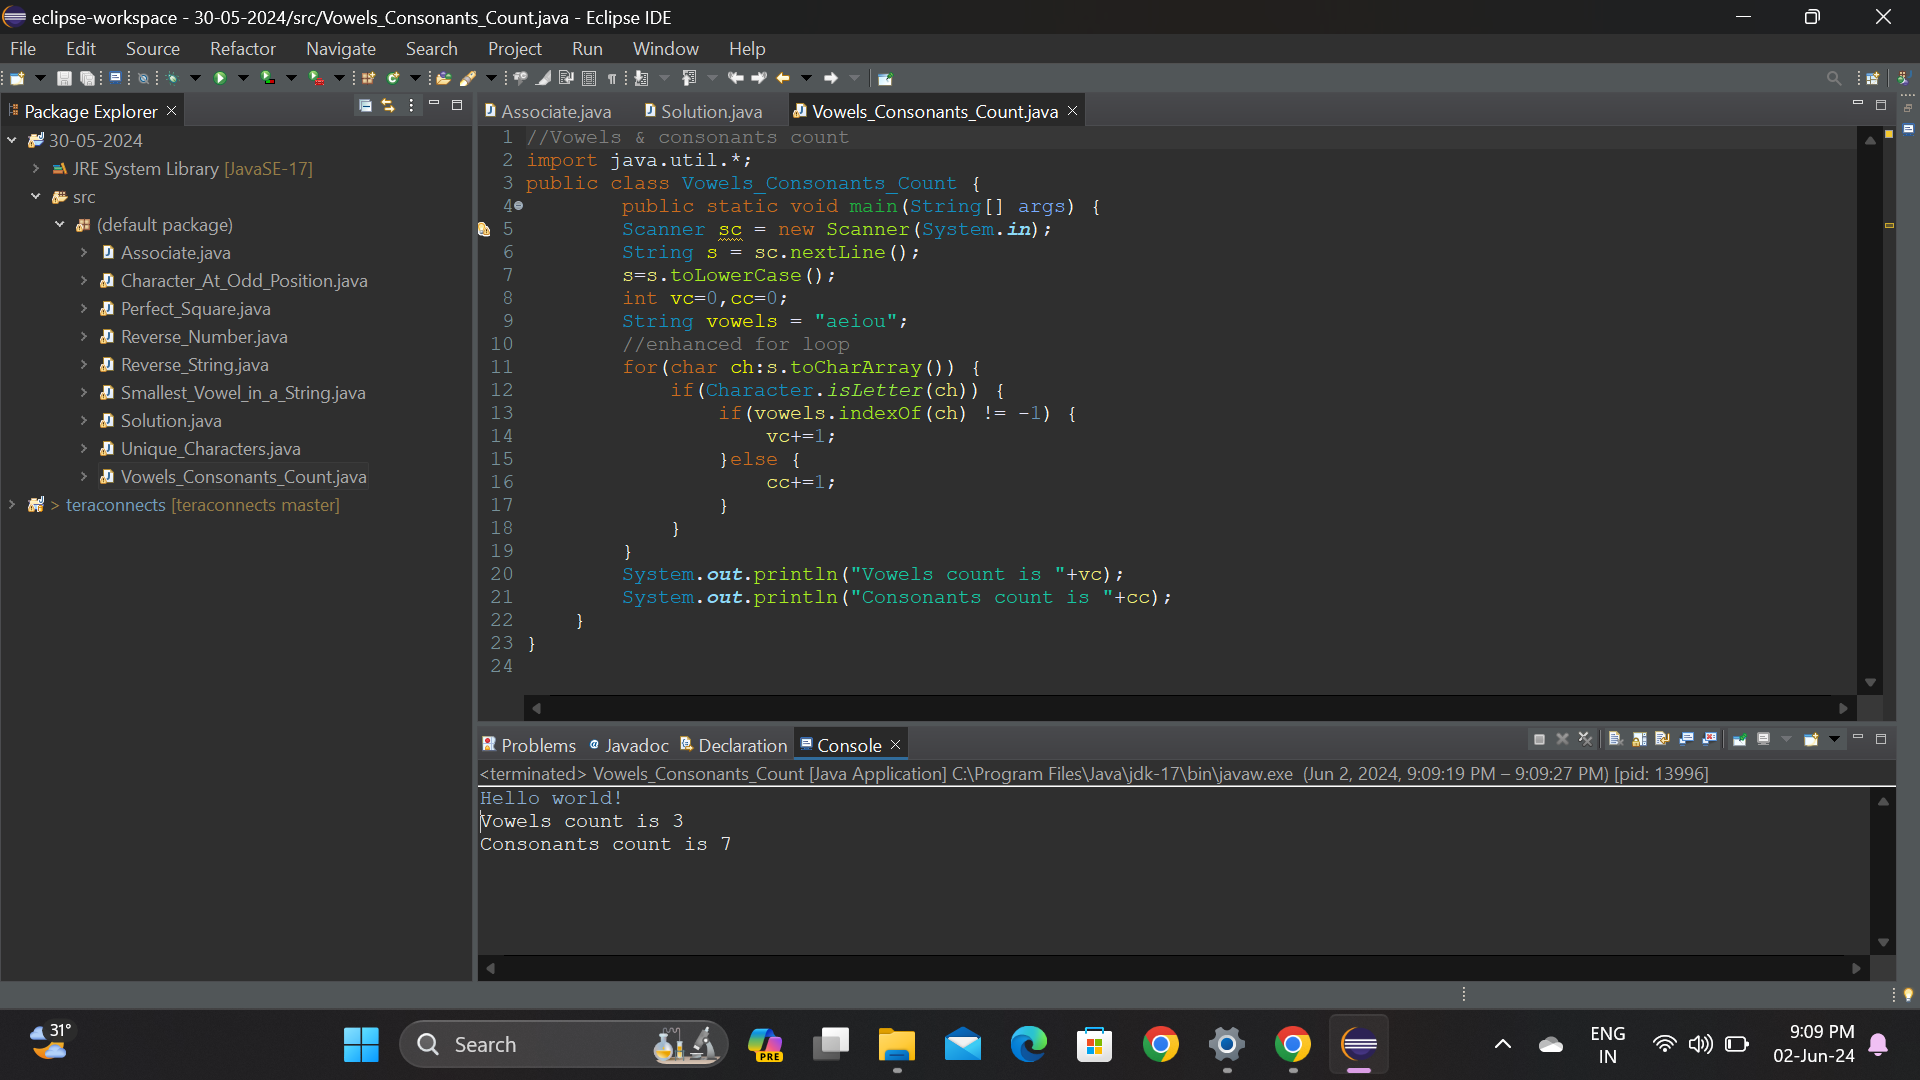 eclipse-workspace - 30-05-2024/src/Vowels_Consonants_Count.java - Eclipse IDE
File Edit Source Refactor Navigate Search Project Run Window Help
Package Explorer
30-05-2024
JRE System Library [JavaSE-17]
src
(default package)
Associate.java
Character_At_Odd_Position.java
Perfect_Square.java
Reverse_Number.java
Reverse_String.java
Smallest_Vowel_in_a_String.java
Solution.java
Unique_Characters.java
Vowels_Consonants_Count.java
> teraconnects [teraconnects master]
Associate.java Solution.java Vowels_Consonants_Count.java
1 //Vowels & consonants count
2 import java.util.*;
3 public class Vowels_Consonants_Count {
4 public static void main(String[] args) {
5 Scanner sc = new Scanner(System.in);
6 String s = sc.nextLine();
7 s=s.toLowerCase();
8 int vc=0,cc=0;
9 String vowels = "aeiou";
10 //enhanced for loop
11 for(char ch:s.toCharArray()) {
12 if(Character.isLetter(ch)) {
13 if(vowels.indexOf(ch) != -1) {
14 vc+=1;
15 }else {
16 cc+=1;
17 }
18 }
19 }
20 System.out.println("Vowels count is "+vc);
21 System.out.println("Consonants count is "+cc);
22 }
23 }
24
Problems @ Javadoc Declaration Console
<terminated> Vowels_Consonants_Count [Java Application] C:\Program Files\Java\jdk-17\bin\javaw.exe (Jun 2, 2024, 9:09:19 PM – 9:09:27 PM) [pid: 13996]
Hello world!
Vowels count is 3
Consonants count is 7
31°
Search
PRE
ENG
IN
9:09 PM
02-Jun-24